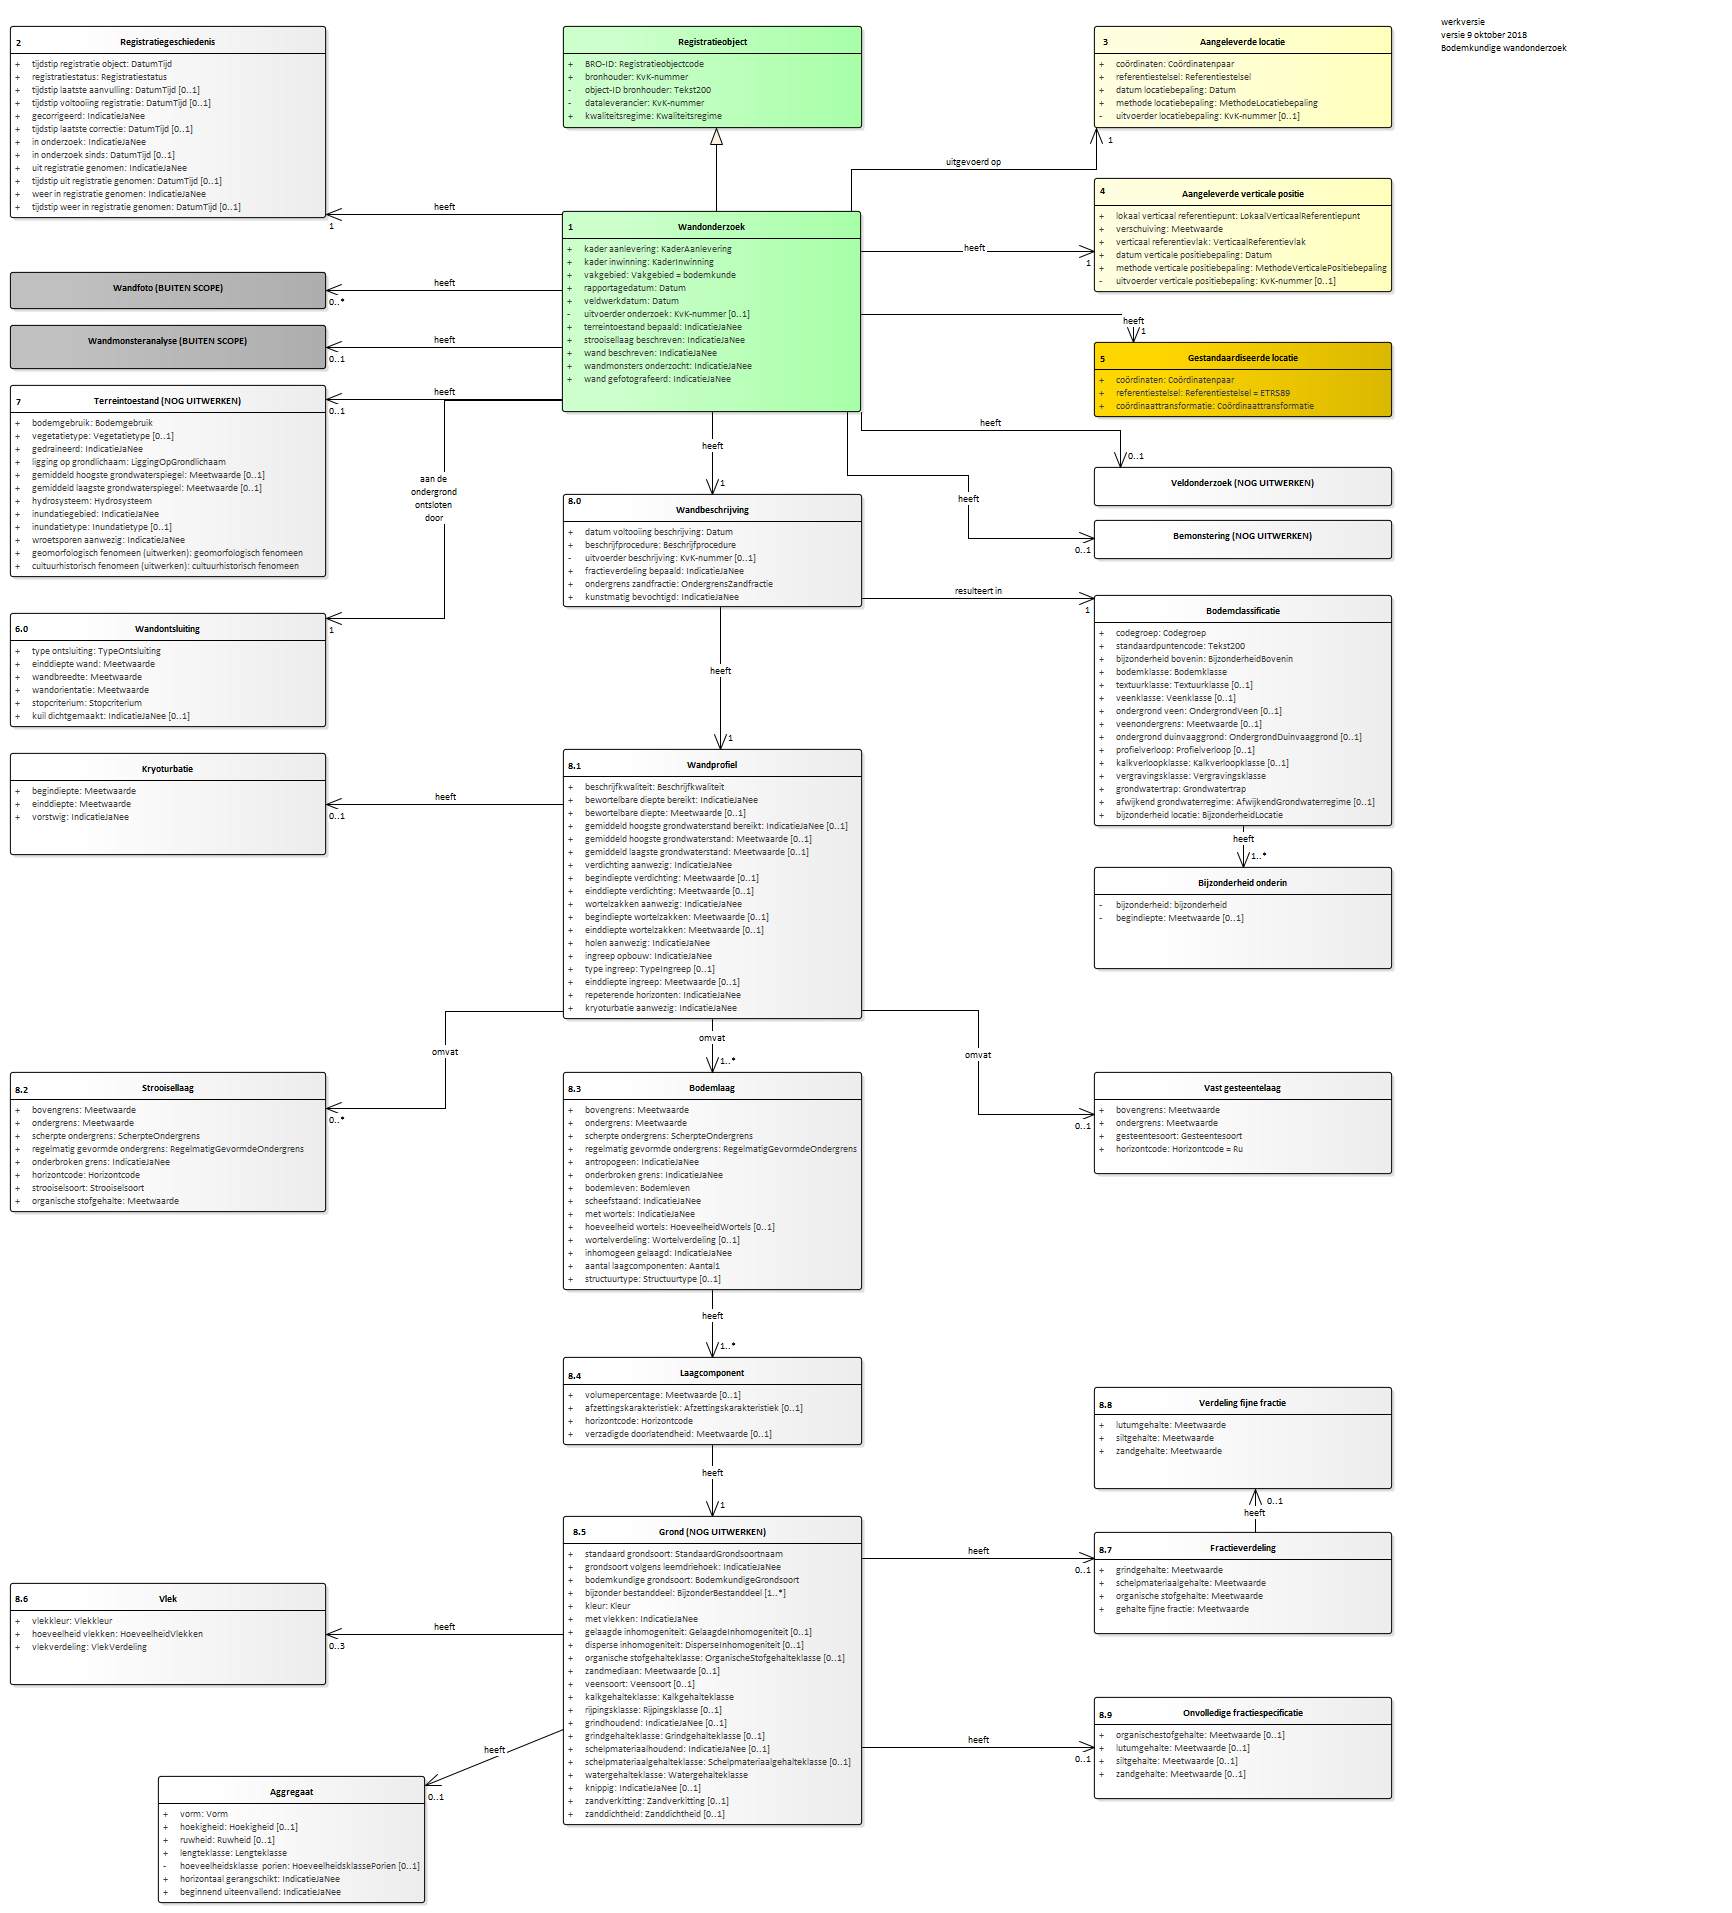 werkversie
versie 9 oktober 2018
Bodemkundige wandonderzoek
2 Registratiegeschiedenis
+ tijdstip registratie object: DatumTijd
+ registratiestatus: Registratiestatus
+ tijdstip laatste aanvulling: DatumTijd [0..1]
+ tijdstip voltooiing registratie: DatumTijd [0..1]
+ gecorrigeerd: IndicatieJaNee
+ tijdstip laatste correctie: DatumTijd [0..1]
+ in onderzoek: IndicatieJaNee
+ in onderzoek sinds: DatumTijd [0..1]
+ uit registratie genomen: IndicatieJaNee
+ tijdstip uit registratie genomen: DatumTijd [0..1]
+ weer in registratie genomen: IndicatieJaNee
+ tijdstip weer in registratie genomen: DatumTijd [0..1]
Registratieobject
+ BRO-ID: Registratieobjectcode
+ bronhouder: KvK-nummer
- object-ID bronhouder: Tekst200
- dataleverancier: KvK-nummer
+ kwaliteitsregime: Kwaliteitsregime
3 Aangeleverde locatie
+ coördinaten: Coördinatenpaar
+ referentiestelsel: Referentiestelsel
+ datum locatiebepaling: Datum
+ methode locatiebepaling: MethodeLocatiebepaling
- uitvoerder locatiebepaling: KvK-nummer [0..1]
uitgevoerd op
1
4 Aangeleverde verticale positie
+ lokaal verticaal referentiepunt: LokaalVerticaalReferentiepunt
+ verschuiving: Meetwaarde
+ verticaal referentievlak: VerticaalReferentievlak
+ datum verticale positiebepaling: Datum
+ methode verticale positiebepaling: MethodeVerticalePositiebepaling
- uitvoerder verticale positiebepaling: KvK-nummer [0..1]
heeft
1
heeft
1
1 Wandonderzoek
+ kader aanlevering: KaderAanlevering
+ kader inwinning: KaderInwinning
+ vakgebied: Vakgebied = bodemkunde
+ rapportagedatum: Datum
+ veldwerkdatum: Datum
- uitvoerder onderzoek: KvK-nummer [0..1]
+ terreintoestand bepaald: IndicatieJaNee
+ strooisellaag beschreven: IndicatieJaNee
+ wand beschreven: IndicatieJaNee
+ wandmonsters onderzocht: IndicatieJaNee
+ wand gefotografeerd: IndicatieJaNee
Wandfoto (BUITEN SCOPE)
heeft
0..*
Wandmonsteranalyse (BUITEN SCOPE)
heeft
0..1
heeft
1
5 Gestandaardiseerde locatie
+ coördinaten: Coördinatenpaar
+ referentiestelsel: Referentiestelsel = ETRS89
+ coördinaattransformatie: Coördinaattransformatie
7 Terreintoestand (NOG UITWERKEN)
+ bodemgebruik: Bodemgebruik
+ vegetatietype: Vegetatietype [0..1]
+ gedraineerd: IndicatieJaNee
+ ligging op grondlichaam: LiggingOpGrondlichaam
+ gemiddeld hoogste grondwaterspiegel: Meetwaarde [0..1]
+ gemiddeld laagste grondwaterspiegel: Meetwaarde [0..1]
+ hydrosysteem: Hydrosysteem
+ inundatiegebied: IndicatieJaNee
+ inundatietype: Inundatietype [0..1]
+ wroetsporen aanwezig: IndicatieJaNee
+ geomorfologisch fenomeen (uitwerken): geomorfologisch fenomeen
+ cultuurhistorisch fenomeen (uitwerken): cultuurhistorisch fenomeen
heeft
0..1
aan de
ondergrond
ontsloten
door
heeft
1
heeft
0..1
Veldonderzoek (NOG UITWERKEN)
heeft
0..1
Bemonstering (NOG UITWERKEN)
8.0 Wandbeschrijving
+ datum voltooiing beschrijving: Datum
+ beschrijfprocedure: Beschrijfprocedure
- uitvoerder beschrijving: KvK-nummer [0..1]
+ fractieverdeling bepaald: IndicatieJaNee
+ ondergrens zandfractie: OndergrensZandfractie
+ kunstmatig bevochtigd: IndicatieJaNee
resulteert in
1
Bodemclassificatie
+ codegroep: Codegroep
+ standaardpuntencode: Tekst200
+ bijzonderheid bovenin: BijzonderheidBovenin
+ bodemklasse: Bodemklasse
+ textuurklasse: Textuurklasse [0..1]
+ veenklasse: Veenklasse [0..1]
+ ondergrond veen: OndergrondVeen [0..1]
+ veenondergrens: Meetwaarde [0..1]
+ ondergrond duinvaaggrond: OndergrondDuinvaaggrond [0..1]
+ profielverloop: Profielverloop [0..1]
+ kalkverloopklasse: Kalkverloopklasse [0..1]
+ vergravingsklasse: Vergravingsklasse
+ grondwatertrap: Grondwatertrap
+ afwijkend grondwaterregime: AfwijkendGrondwaterregime [0..1]
+ bijzonderheid locatie: BijzonderheidLocatie
6.0 Wandontsluiting
+ type ontsluiting: TypeOntsluiting
+ einddiepte wand: Meetwaarde
+ wandbreedte: Meetwaarde
+ wandorientatie: Meetwaarde
+ stopcriterium: Stopcriterium
+ kuil dichtgemaakt: IndicatieJaNee [0..1]
1
heeft
1
Kryoturbatie
+ begindiepte: Meetwaarde
+ einddiepte: Meetwaarde
+ vorstwig: IndicatieJaNee
heeft
0..1
8.1 Wandprofiel
+ beschrijfkwaliteit: Beschrijfkwaliteit
+ bewortelbare diepte bereikt: IndicatieJaNee
+ bewortelbare diepte: Meetwaarde [0..1]
+ gemiddeld hoogste grondwaterstand bereikt: IndicatieJaNee [0..1]
+ gemiddeld hoogste grondwaterstand: Meetwaarde [0..1]
+ gemiddeld laagste grondwaterstand: Meetwaarde [0..1]
+ verdichting aanwezig: IndicatieJaNee
+ begindiepte verdichting: Meetwaarde [0..1]
+ einddiepte verdichting: Meetwaarde [0..1]
+ wortelzakken aanwezig: IndicatieJaNee
+ begindiepte wortelzakken: Meetwaarde [0..1]
+ einddiepte wortelzakken: Meetwaarde [0..1]
+ holen aanwezig: IndicatieJaNee
+ ingreep opbouw: IndicatieJaNee
+ type ingreep: TypeIngreep [0..1]
+ einddiepte ingreep: Meetwaarde [0..1]
+ repeterende horizonten: IndicatieJaNee
+ kryoturbatie aanwezig: IndicatieJaNee
heeft
1..*
Bijzonderheid onderin
- bijzonderheid: bijzonderheid
- begindiepte: Meetwaarde [0..1]
omvat
0..*
omvat
1..*
omvat
0..1
8.2 Strooisellaag
+ bovengrens: Meetwaarde
+ ondergrens: Meetwaarde
+ scherpte ondergrens: ScherpteOndergrens
+ regelmatig gevormde ondergrens: RegelmatigGevormdeOndergrens
+ onderbroken grens: IndicatieJaNee
+ horizontcode: Horizontcode
+ strooiselsoort: Strooiselsoort
+ organische stofgehalte: Meetwaarde
8.3 Bodemlaag
+ bovengrens: Meetwaarde
+ ondergrens: Meetwaarde
+ scherpte ondergrens: ScherpteOndergrens
+ regelmatig gevormde ondergrens: RegelmatigGevormdeOndergrens
+ antropogeen: IndicatieJaNee
+ onderbroken grens: IndicatieJaNee
+ bodemleven: Bodemleven
+ scheefstaand: IndicatieJaNee
+ met wortels: IndicatieJaNee
+ hoeveelheid wortels: HoeveelheidWortels [0..1]
+ wortelverdeling: Wortelverdeling [0..1]
+ inhomogeen gelaagd: IndicatieJaNee
+ aantal laagcomponenten: Aantal1
+ structuurtype: Structuurtype [0..1]
Vast gesteentelaag
+ bovengrens: Meetwaarde
+ ondergrens: Meetwaarde
+ gesteentesoort: Gesteentesoort
+ horizontcode: Horizontcode = Ru
heeft
1..*
8.4 Laagcomponent
+ volumepercentage: Meetwaarde [0..1]
+ afzettingskarakteristiek: Afzettingskarakteristiek [0..1]
+ horizontcode: Horizontcode
+ verzadigde doorlatendheid: Meetwaarde [0..1]
8.8 Verdeling fijne fractie
+ lutumgehalte: Meetwaarde
+ siltgehalte: Meetwaarde
+ zandgehalte: Meetwaarde
heeft
1
0..1
heeft
8.5 Grond (NOG UITWERKEN)
+ standaard grondsoort: StandaardGrondsoortnaam
+ grondsoort volgens leemdriehoek: IndicatieJaNee
+ bodemkundige grondsoort: BodemkundigeGrondsoort
+ bijzonder bestanddeel: BijzonderBestanddeel [1..*]
+ kleur: Kleur
+ met vlekken: IndicatieJaNee
+ gelaagde inhomogeniteit: GelaagdeInhomogeniteit [0..1]
+ disperse inhomogeniteit: DisperseInhomogeniteit [0..1]
+ organische stofgehalteklasse: OrganischeStofgehalteklasse [0..1]
+ zandmediaan: Meetwaarde [0..1]
+ veensoort: Veensoort [0..1]
+ kalkgehalteklasse: Kalkgehalteklasse
+ rijpingsklasse: Rijpingsklasse [0..1]
+ grindhoudend: IndicatieJaNee [0..1]
+ grindgehalteklasse: Grindgehalteklasse [0..1]
+ schelpmateriaalhoudend: IndicatieJaNee [0..1]
+ schelpmateriaalgehalteklasse: Schelpmateriaalgehalteklasse [0..1]
+ watergehalteklasse: Watergehalteklasse
+ knippig: IndicatieJaNee [0..1]
+ zandverkitting: Zandverkitting [0..1]
+ zanddichtheid: Zanddichtheid [0..1]
heeft
0..1
8.7 Fractieverdeling
+ grindgehalte: Meetwaarde
+ schelpmateriaalgehalte: Meetwaarde
+ organische stofgehalte: Meetwaarde
+ gehalte fijne fractie: Meetwaarde
8.6 Vlek
+ vlekkleur: Vlekkleur
+ hoeveelheid vlekken: HoeveelheidVlekken
+ vlekverdeling: VlekVerdeling
heeft
0..3
heeft
0..1
8.9 Onvolledige fractiespecificatie
+ organischestofgehalte: Meetwaarde [0..1]
+ lutumgehalte: Meetwaarde [0..1]
+ siltgehalte: Meetwaarde [0..1]
+ zandgehalte: Meetwaarde [0..1]
heeft
0..1
Aggregaat
+ vorm: Vorm
+ hoekigheid: Hoekigheid [0..1]
+ ruwheid: Ruwheid [0..1]
+ lengteklasse: Lengteklasse
- hoeveelheidsklasse porien: HoeveelheidsklassePorien [0..1]
+ horizontaal gerangschikt: IndicatieJaNee
+ beginnend uiteenvallend: IndicatieJaNee